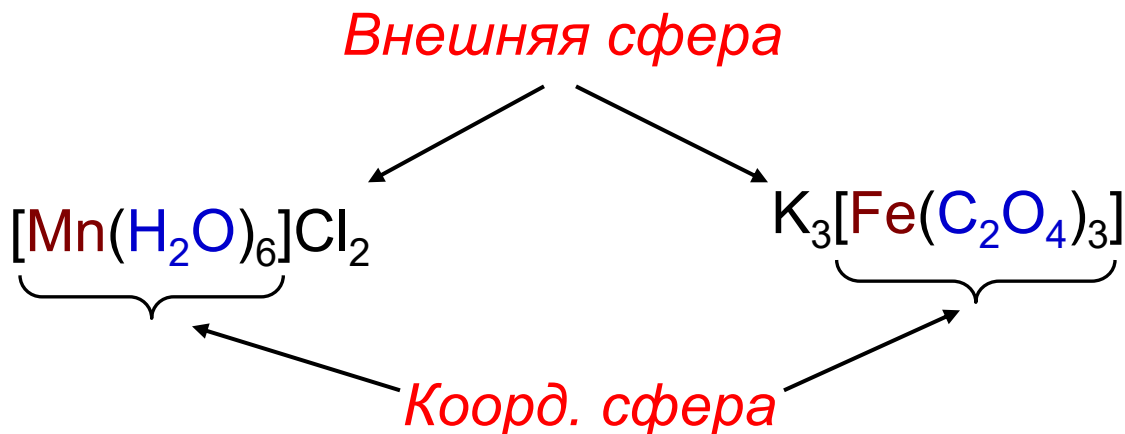 Внешняя сфера
[Mn(H₂O)₆]Cl₂
K₃[Fe(C₂O₄)₃]
Коорд. сфера